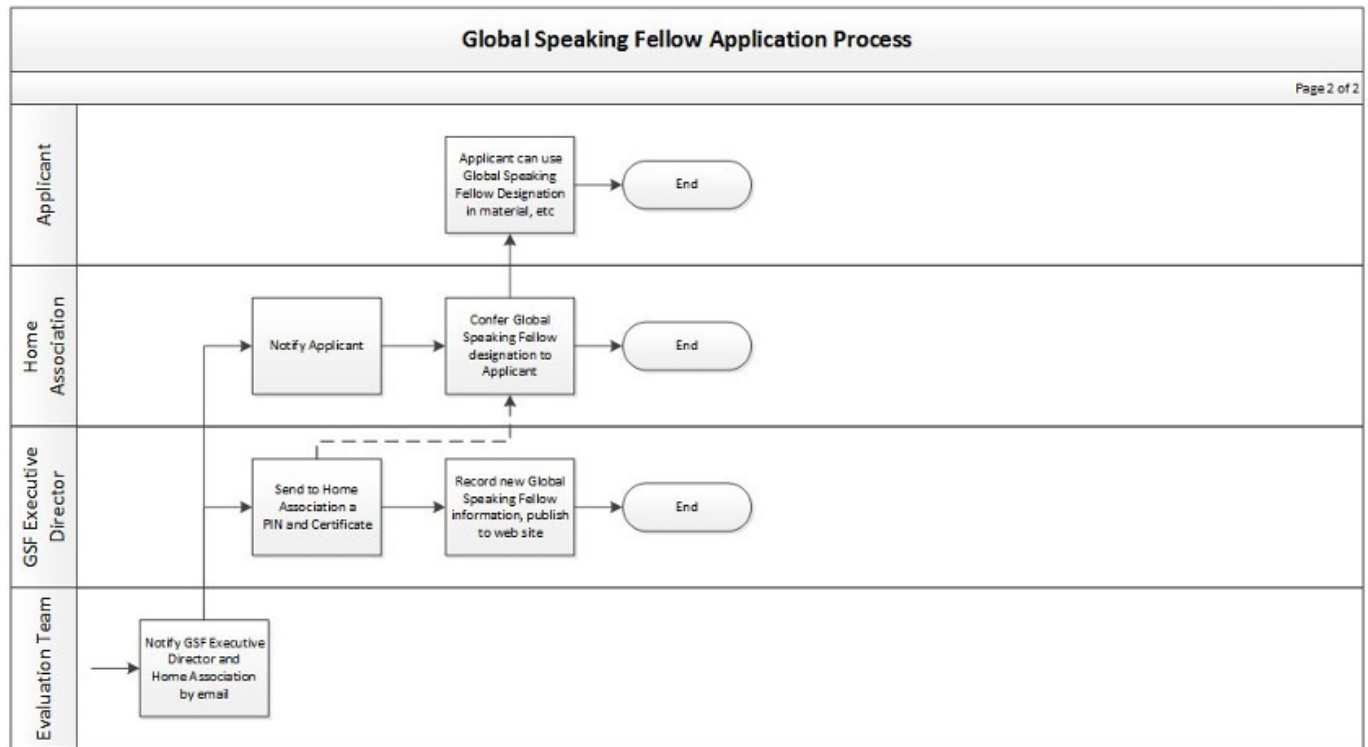 Global Speaking Fellow Application Process
Page 2 of 2
Applicant
Applicant can use
Global Speaking
Fellow Designation
in material, etc
End
Home
Association
Notify Applicant
Confer Global
Speaking Fellow
designation to
Applicant
End
GSF Executive
Director
Send to Home
Association a
PIN and Certificate
Record new Global
Speaking Fellow
information, publish
to web site
End
Evaluation Team
Notify GSF Executive
Director and
Home Association
by email